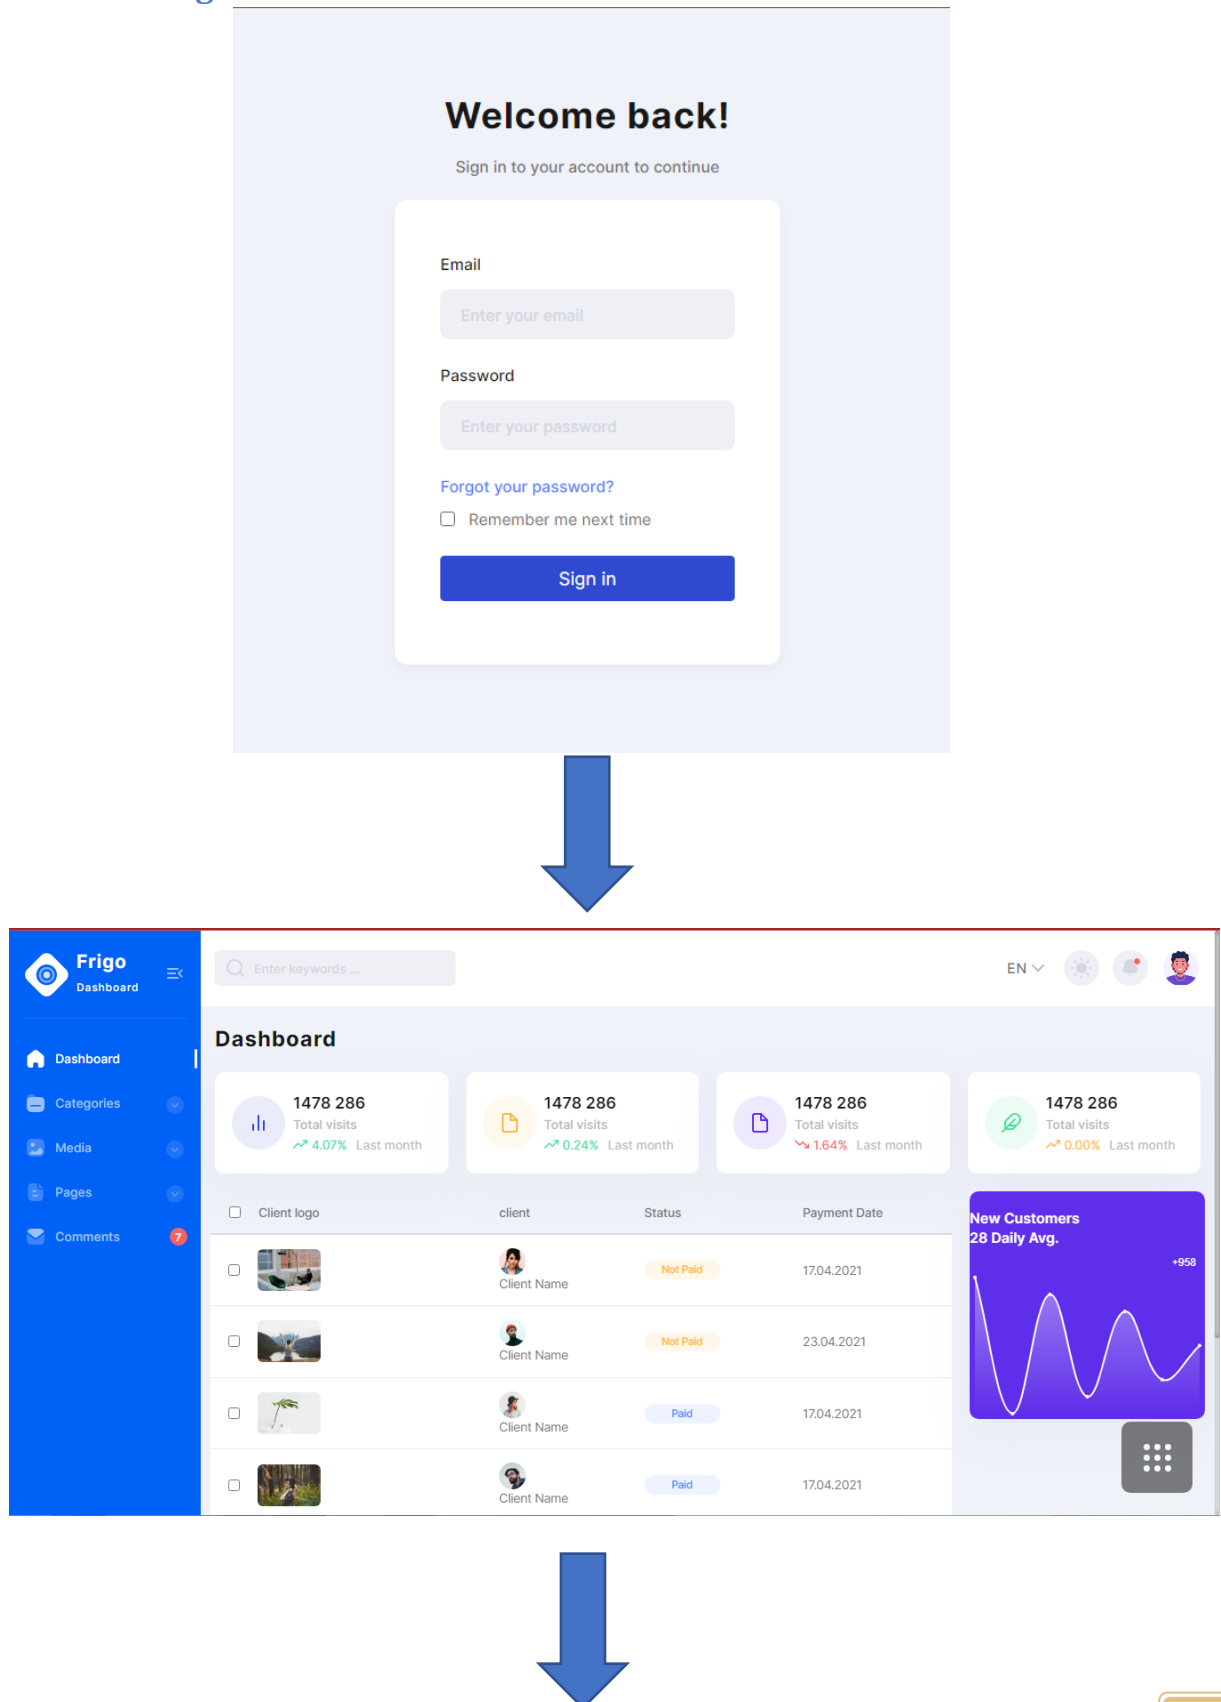 Welcome back!
Sign in to your account to continue
Email
Enter your email
Password
Enter your password
Forgot your password?
Remember me next time
Sign in
Frigo
Dashboard
Enter keywords ...
EN
Dashboard
Categories
Media
Pages
Comments
7
Dashboard
1478 286
Total visits
4.07% Last month
1478 286
Total visits
0.24% Last month
1478 286
Total visits
1.64% Last month
1478 286
Total visits
0.00% Last month
Client logo client Status Payment Date
Client Name Not Paid 17.04.2021
Client Name Not Paid 23.04.2021
Client Name Paid 17.04.2021
Client Name Paid 17.04.2021
New Customers
28 Daily Avg.
+958